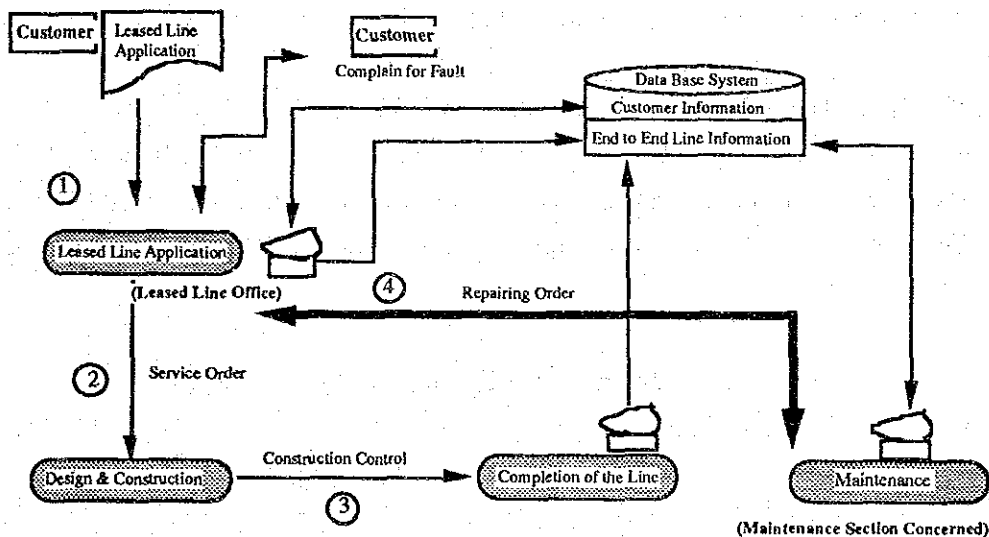 Customer
Leased Line
Application
Customer
Complain for Fault
Data Base System
Customer Information
End to End Line Information
1
Leased Line Application
(Leased Line Office)
4
Repairing Order
2
Service Order
Construction Control
Design & Construction
3
Completion of the Line
Maintenance
(Maintenance Section Concerned)